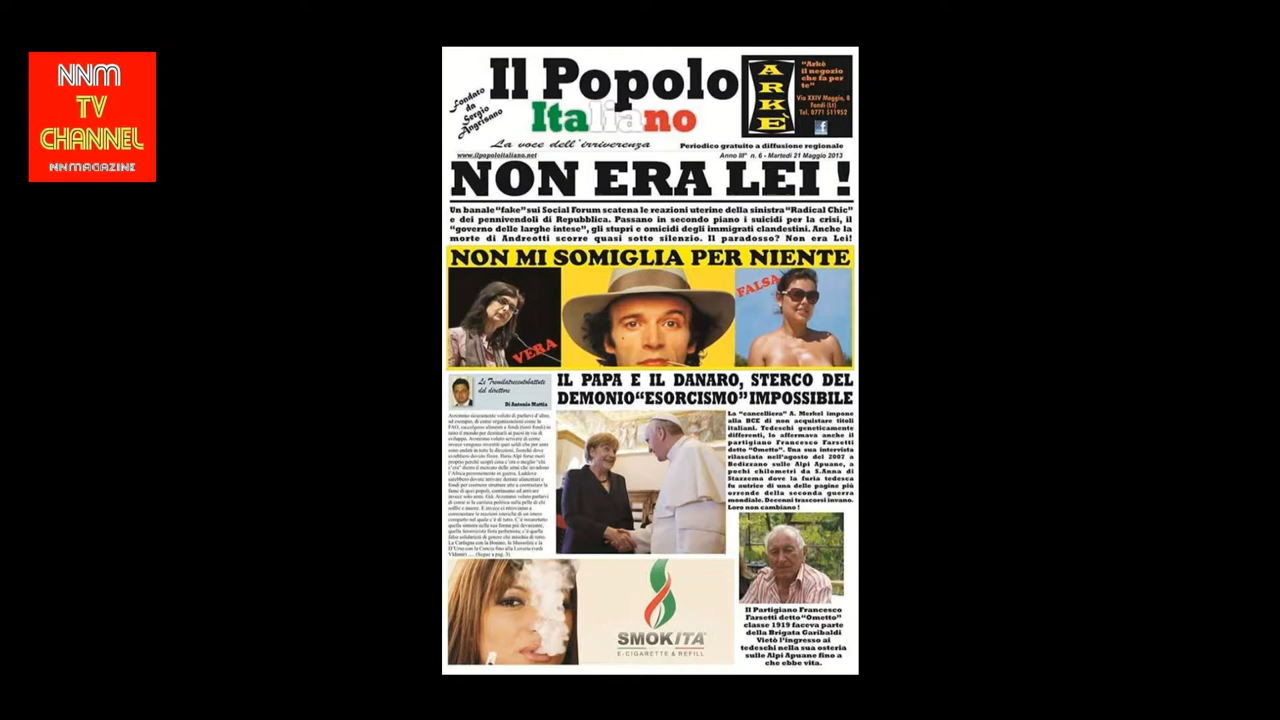 NNM
TV
CHANNEL
NNMAGAZINE
Il Popolo
Italiano
Fondato
da
Sergio
Angrisano
La voce dell'irriverenza
www.ilpopoloitaliano.net
ARKÈ
"Arkè
il negozio
che fa per
te"
Via XXIV Maggio, 8
Fondi (Lt)
Tel. 0771 511952
Periodico gratuito a diffusione regionale
Anno III° n. 6 - Martedì 21 Maggio 2013
NON ERA LEI !
Un banale "fake" sui Social Forum scatena le reazioni uterine della sinistra "Radical Chic"
e dei pennivendoli di Repubblica. Passano in secondo piano i suicidi per la crisi, il
"governo delle larghe intese", gli stupri e omicidi degli immigrati clandestini. Anche la
morte di Andreotti scorre quasi sotto silenzio. Il paradosso? Non era Lei!
NON MI SOMIGLIA PER NIENTE
VERA
FALSA
Le Tremilatrecentobattute
del direttore
Di Antonio Mattia
IL PAPA E IL DANARO, STERCO DEL
DEMONIO "ESORCISMO" IMPOSSIBILE
La "cancelliera" A. Merkel impone
alla BCE di non acquistare titoli
italiani. Tedeschi geneticamente
differenti, lo affermava anche il
partigiano Francesco Farsetti
detto "Ometto". Una sua intervista
rilasciata nell'agosto del 2007 a
Bedizzano sulle Alpi Apuane, a
pochi chilometri da S.Anna di
Stazzema dove la furia tedesca
fu autrice di una delle pagine più
orrende della seconda guerra
mondiale. Decenni trascorsi invano.
Loro non cambiano !
SMOKITA
E-CIGARETTE & REFILL
Il Partigiano Francesco
Farsetti detto "Ometto"
classe 1919 faceva parte
della Brigata Garibaldi
Vietò l'ingresso ai
tedeschi nella sua osteria
sulle Alpi Apuane fino a
che ebbe vita.